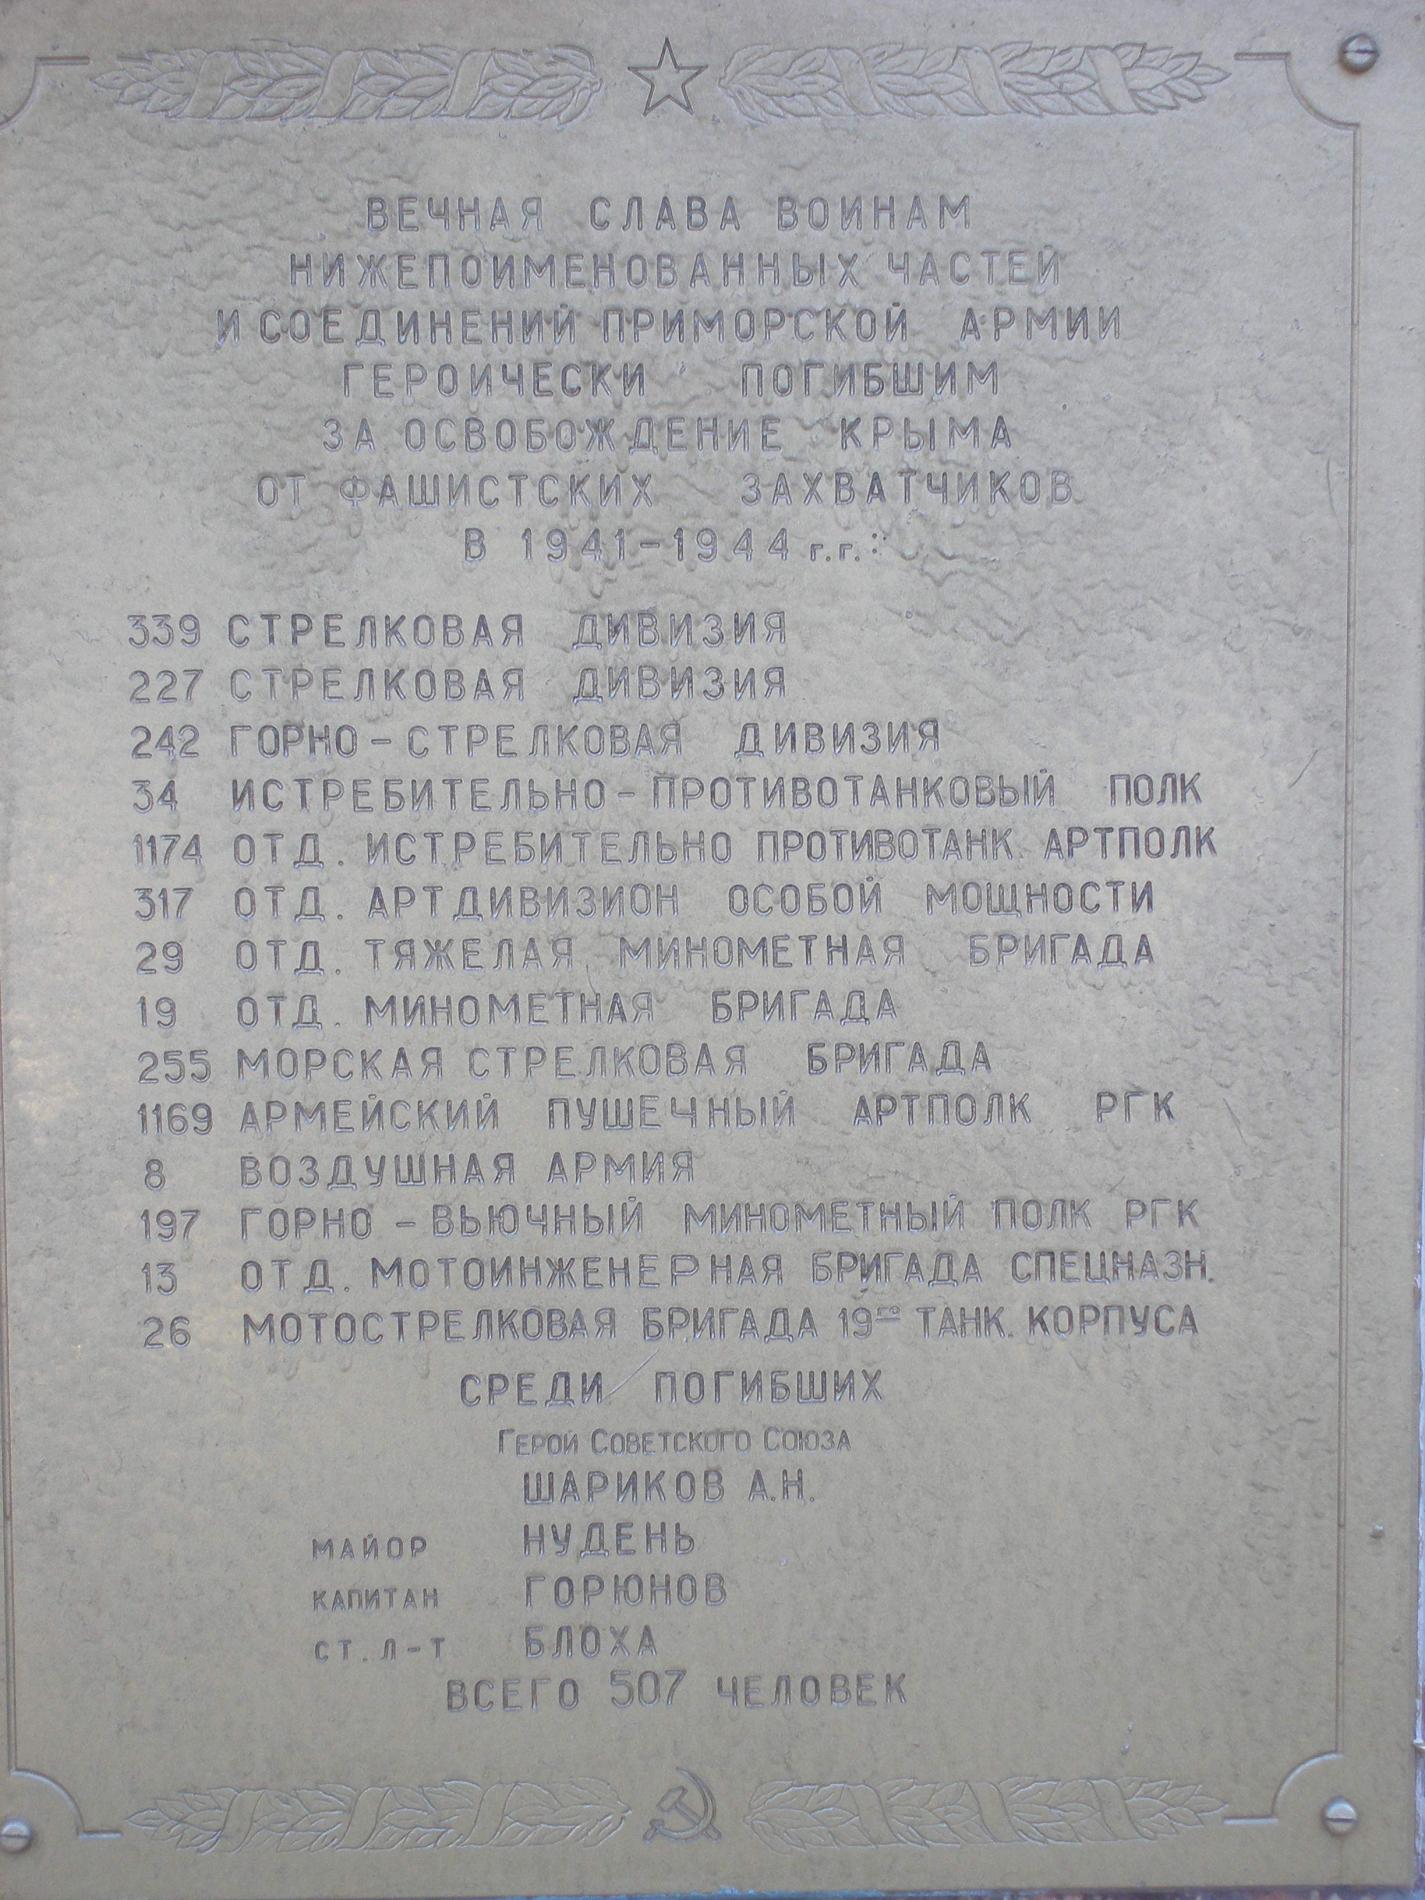 ВЕЧНАЯ СЛАВА ВОИНАМ
НИЖЕПОИМЕНОВАННЫХ ЧАСТЕЙ
И СОЕДИНЕНИЙ ПРИМОРСКОЙ АРМИИ
ГЕРОИЧЕСКИ ПОГИБШИМ
ЗА ОСВОБОЖДЕНИЕ КРЫМА
ОТ ФАШИСТСКИХ ЗАХВАТЧИКОВ
В 1941-1944 г.г.:
339 СТРЕЛКОВАЯ ДИВИЗИЯ
227 СТРЕЛКОВАЯ ДИВИЗИЯ
242 ГОРНО-СТРЕЛКОВАЯ ДИВИЗИЯ
34 ИСТРЕБИТЕЛЬНО-ПРОТИВОТАНКОВЫЙ ПОЛК
1174 ОТД. ИСТРЕБИТЕЛЬНО ПРОТИВОТАНК. АРТПОЛК
317 ОТД. АРТДИВИЗИОН ОСОБОЙ МОЩНОСТИ
29 ОТД. ТЯЖЕЛАЯ МИНОМЕТНАЯ БРИГАДА
19 ОТД. МИНОМЕТНАЯ БРИГАДА
255 МОРСКАЯ СТРЕЛКОВАЯ БРИГАДА
1169 АРМЕЙСКИЙ ПУШЕЧНЫЙ АРТПОЛК РГК
8 ВОЗДУШНАЯ АРМИЯ
197 ГОРНО-ВЬЮЧНЫЙ МИНОМЕТНЫЙ ПОЛК РГК
13 ОТД. МОТОИНЖЕНЕРНАЯ БРИГАДА СПЕЦНАЗН.
26 МОТОСТРЕЛКОВАЯ БРИГАДА 19го ТАНК. КОРПУСА
СРЕДИ ПОГИБШИХ
ГЕРОЙ СОВЕТСКОГО СОЮЗА
ШАРИКОВ А.Н.
МАЙОР НУДЕНЬ
КАПИТАН ГОРЮНОВ
СТ. Л-Т БЛОХА
ВСЕГО 507 ЧЕЛОВЕК